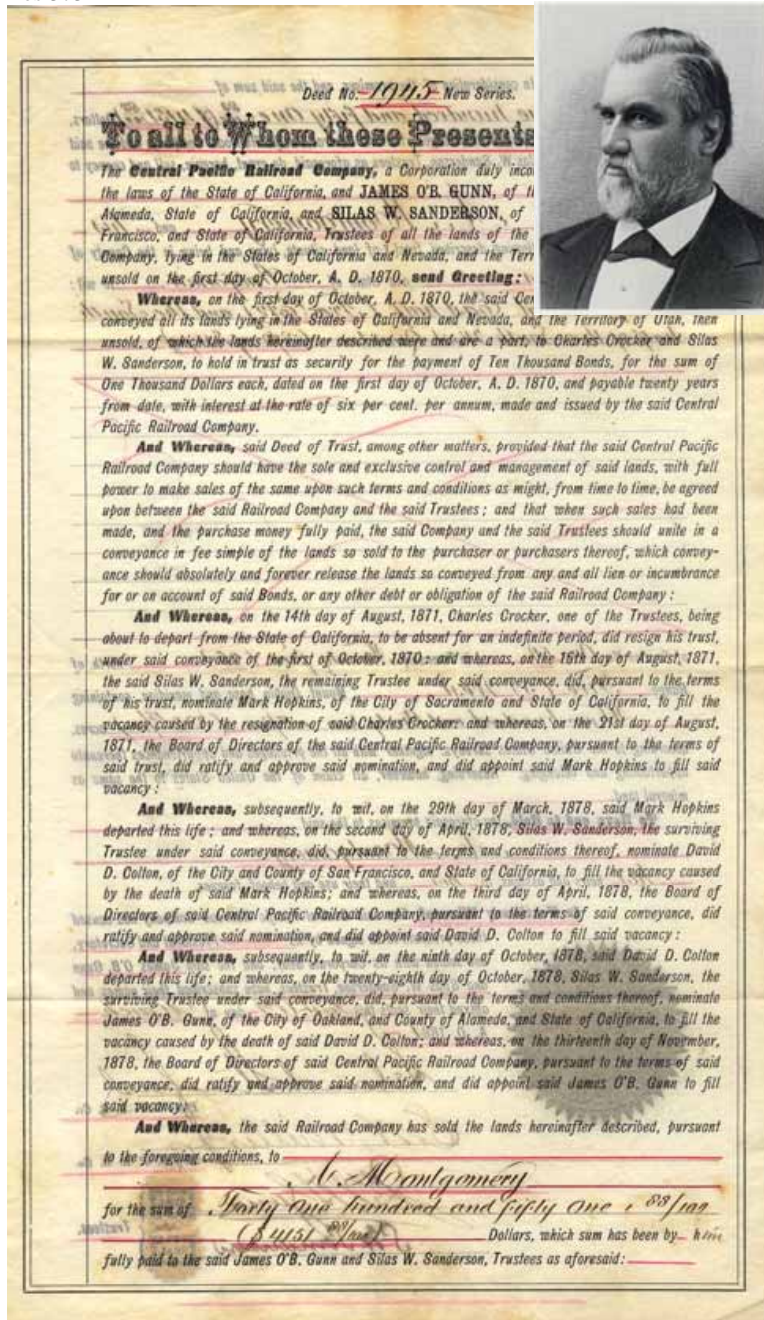 Deed No. 1945 New Series.
To all to Whom these Presents
The Central Pacific Railroad Company, a Corporation duly inco
the laws of the State of California, and JAMES O'B. GUNN, of t
Alameda, State of California, and SILAS W. SANDERSON, of
Francisco, and State of California, Trustees of all the lands of the
Company, lying in the States of California and Nevada, and the Terr
unsold on the first day of October, A. D. 1870, send Greeting:
Whereas, on the first day of October, A. D. 1870, the said Cen
conveyed all its lands lying in the States of California and Nevada, and the Territory of Utah, then
unsold, of which the lands hereinafter described were and are a part, to Charles Crocker and Silas
W. Sanderson, to hold in trust as security for the payment of Ten Thousand Bonds, for the sum of
One Thousand Dollars each, dated on the first day of October, A. D. 1870, and payable twenty years
from date, with interest at the rate of six per cent. per annum, made and issued by the said Central
Pacific Railroad Company.
And Whereas, said Deed of Trust, among other matters, provided that the said Central Pacific
Railroad Company should have the sole and exclusive control and management of said lands, with full
power to make sales of the same upon such terms and conditions as might, from time to time, be agreed
upon between the said Railroad Company and the said Trustees; and that when such sales had been
made, and the purchase money fully paid, the said Company and the said Trustees should unite in a
conveyance in fee simple of the lands so sold to the purchaser or purchasers thereof, which convey-
ance should absolutely and forever release the lands so conveyed from any and all lien or incumbrance
for or on account of said Bonds, or any other debt or obligation of the said Railroad Company:
And Whereas, on the 14th day of August, 1871, Charles Crocker, one of the Trustees, being
about to depart from the State of California, to be absent for an indefinite period, did resign his trust,
under said conveyance of the first of October, 1870: and whereas, on the 15th day of August, 1871,
the said Silas W. Sanderson, the remaining Trustee under said conveyance, did, pursuant to the terms
of his trust, nominate Mark Hopkins, of the City of Sacramento and State of California, to fill the
vacancy caused by the resignation of said Charles Crocker: and whereas, on the 21st day of August,
1871, the Board of Directors of the said Central Pacific Railroad Company, pursuant to the terms of
said trust, did ratify and approve said nomination, and did appoint said Mark Hopkins to fill said
vacancy:
And Whereas, subsequently, to wit, on the 29th day of March, 1878, said Mark Hopkins
departed this life; and whereas, on the second day of April, 1878, Silas W. Sanderson, the surviving
Trustee under said conveyance, did, pursuant to the terms and conditions thereof, nominate David
D. Colton, of the City and County of San Francisco, and State of California, to fill the vacancy caused
by the death of said Mark Hopkins; and whereas, on the third day of April, 1878, the Board of
Directors of said Central Pacific Railroad Company, pursuant to the terms of said conveyance, did
ratify and approve said nomination, and did appoint said David D. Colton to fill said vacancy:
And Whereas, subsequently, to wit, on the ninth day of October, 1878, said David D. Colton
departed this life; and whereas, on the twenty-eighth day of October, 1878, Silas W. Sanderson, the
surviving Trustee under said conveyance, did, pursuant to the terms and conditions thereof, nominate
James O'B. Gunn, of the City of Oakland, and County of Alameda, and State of California, to fill the
vacancy caused by the death of said David D. Colton; and whereas, on the thirteenth day of November,
1878, the Board of Directors of said Central Pacific Railroad Company, pursuant to the terms of said
conveyance, did ratify and approve said nomination, and did appoint said James O'B. Gunn to fill
said vacancy:
And Whereas, the said Railroad Company has sold the lands hereinafter described, pursuant
to the foregoing conditions, to
A. Montgomery
for the sum of Forty One hundred and fifty One & 88/100
($4151 88/100) Dollars, which sum has been by him
fully paid to the said James O'B. Gunn and Silas W. Sanderson, Trustees as aforesaid: